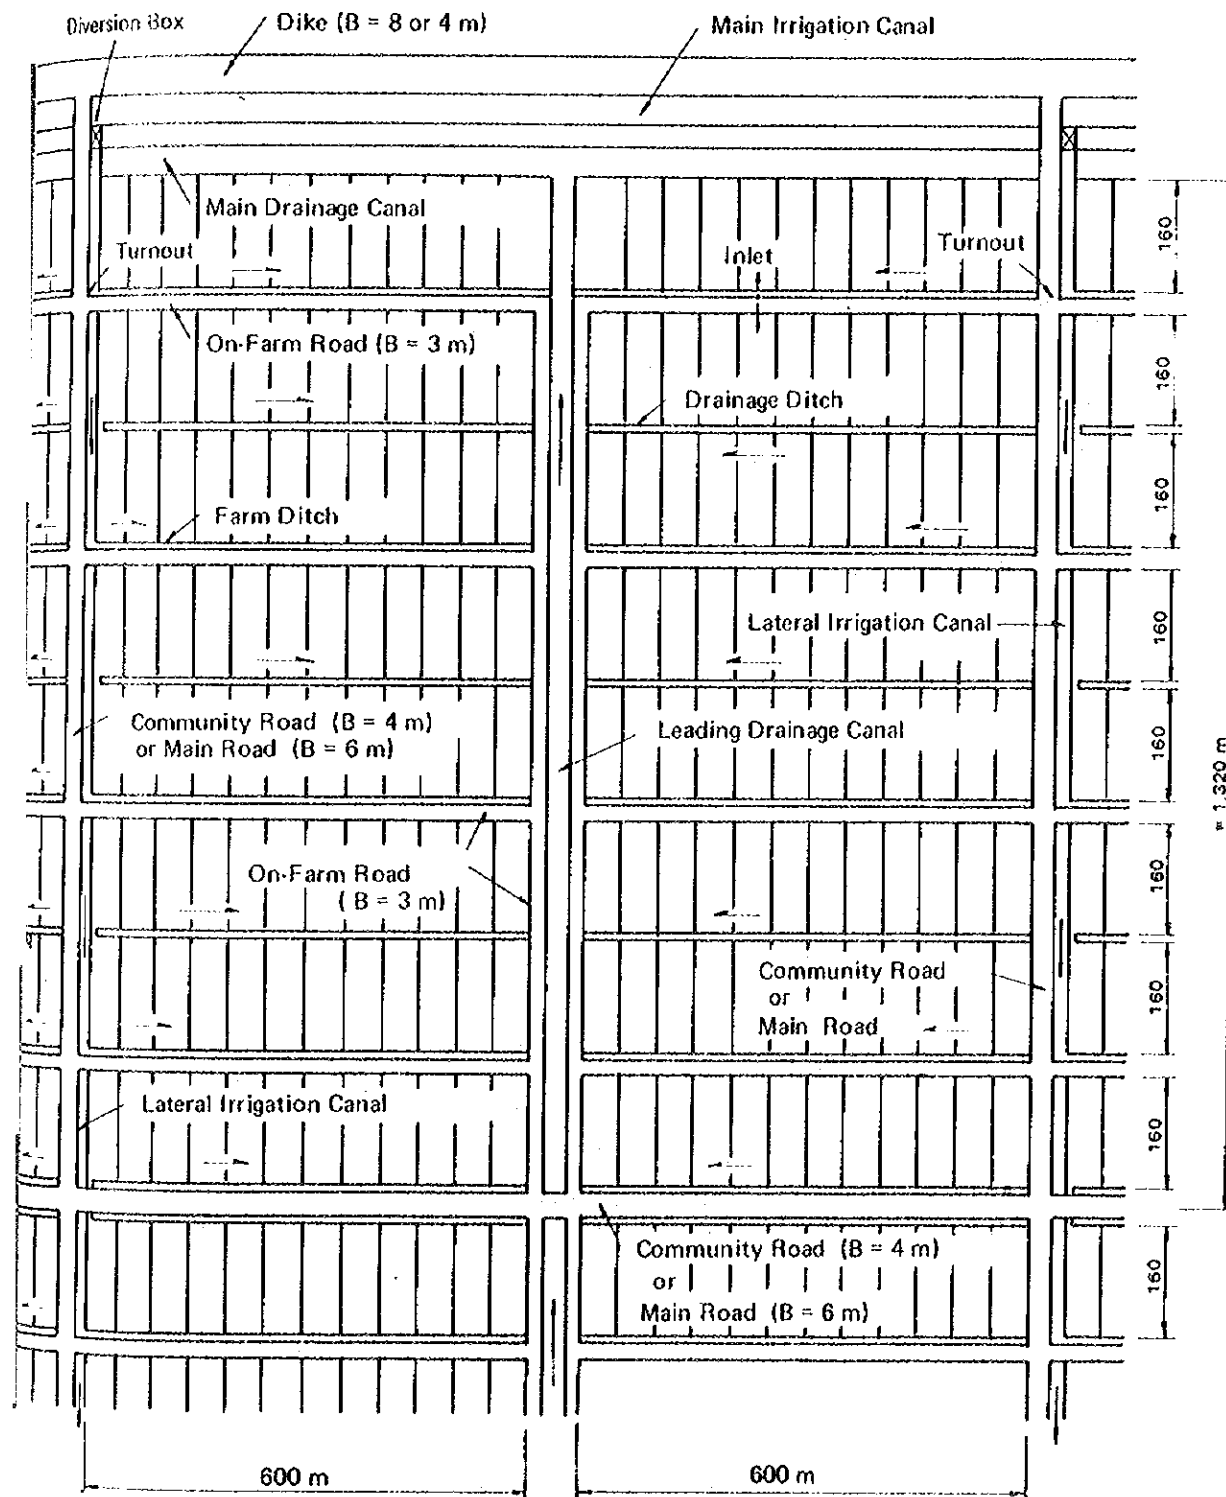 Diversion Box
Dike (B = 8 or 4 m)
Main Irrigation Canal
Main Drainage Canal
Turnout
Inlet
Turnout
160
On-Farm Road (B = 3 m)
160
Drainage Ditch
160
Farm Ditch
Lateral Irrigation Canal
160
Community Road (B = 4 m)
or Main Road (B = 6 m)
Leading Drainage Canal
160
= 1.320 m
On-Farm Road
( B = 3 m)
160
Community Road
or
Main Road
160
Lateral Irrigation Canal
160
Community Road (B = 4 m)
or
Main Road (B = 6 m)
160
600 m
600 m